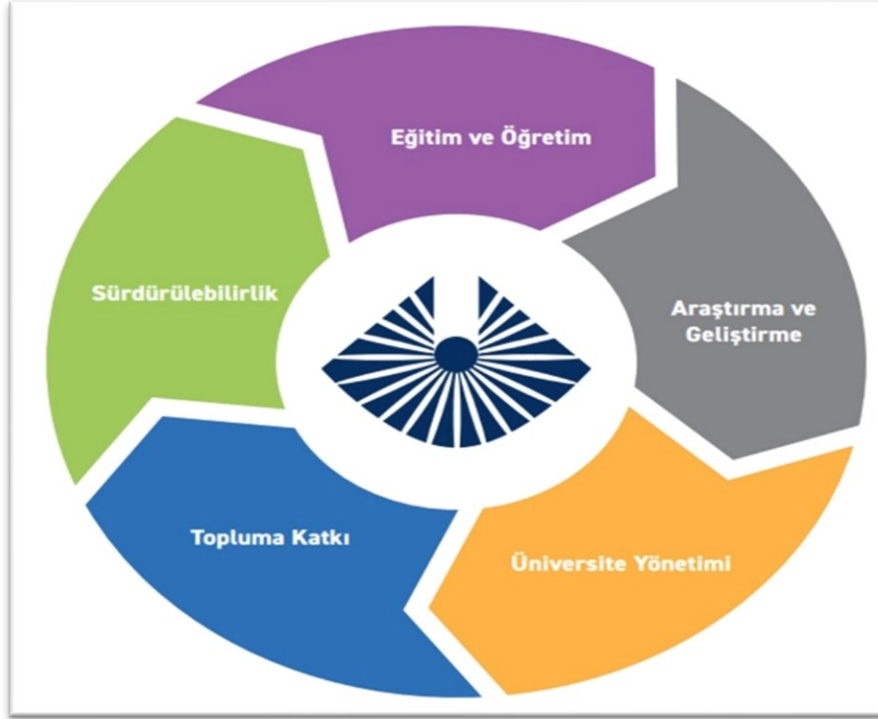 Eğitim ve Öğretim
Araştırma ve
Geliştirme
Üniversite Yönetimi
Topluma Katkı
Sürdürülebilirlik